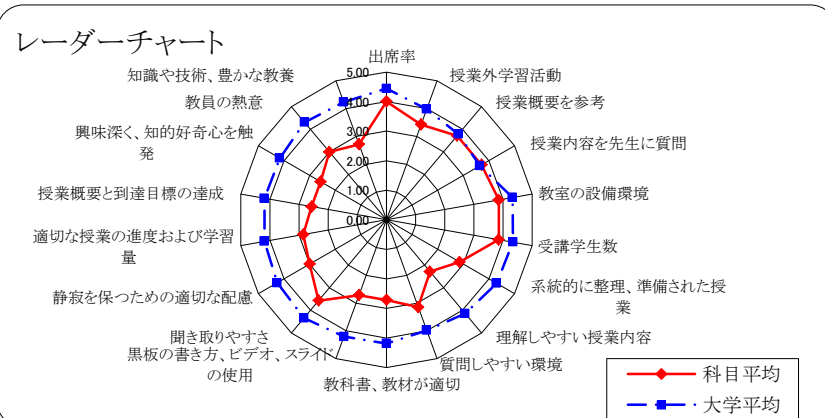 レーダーチャート
出席率
授業外学習活動
授業概要を参考
授業内容を先生に質問
教室の設備環境
受講学生数
系統的に整理、準備された授
業
理解しやすい授業内容
質問しやすい環境
教科書、教材が適切
黒板の書き方、ビデオ、スライド
の使用
聞き取りやすさ
静寂を保つための適切な配慮
適切な授業の進度および学習
量
授業概要と到達目標の達成
興味深く、知的好奇心を触
発
教員の熱意
知識や技術、豊かな教養
5.00
4.00
3.00
2.00
1.00
0.00
科目平均
大学平均